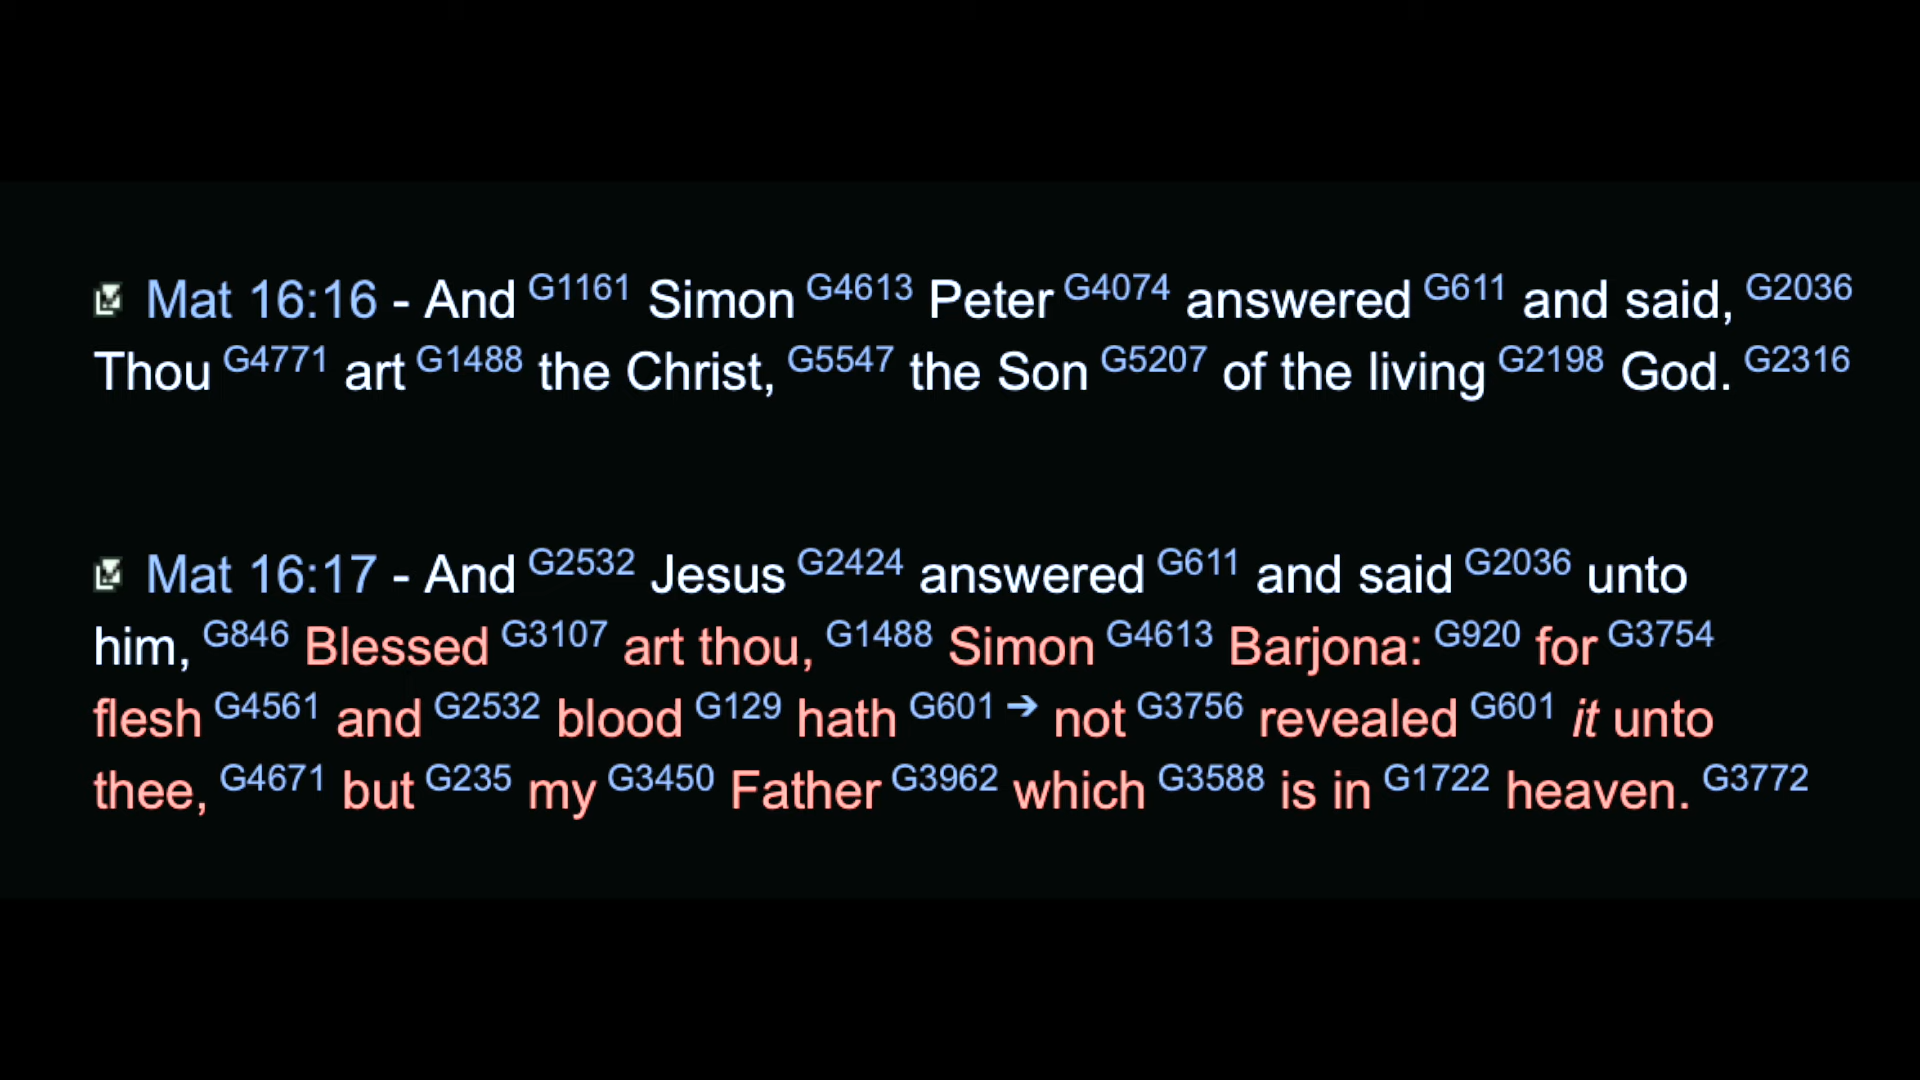 Mat 16:16 - And G1161 Simon G4613 Peter G4074 answered G611 and said, G2036
Thou G4771 art G1488 the Christ, G5547 the Son G5207 of the living G2198 God. G2316
Mat 16:17 - And G2532 Jesus G2424 answered G611 and said G2036 unto
him, G846 Blessed G3107 art thou, G1488 Simon G4613 Barjona: G920 for G3754
flesh G4561 and G2532 blood G129 hath G601 ➔ not G3756 revealed G601 it unto
thee, G4671 but G235 my G3450 Father G3962 which G3588 is in G1722 heaven. G3772